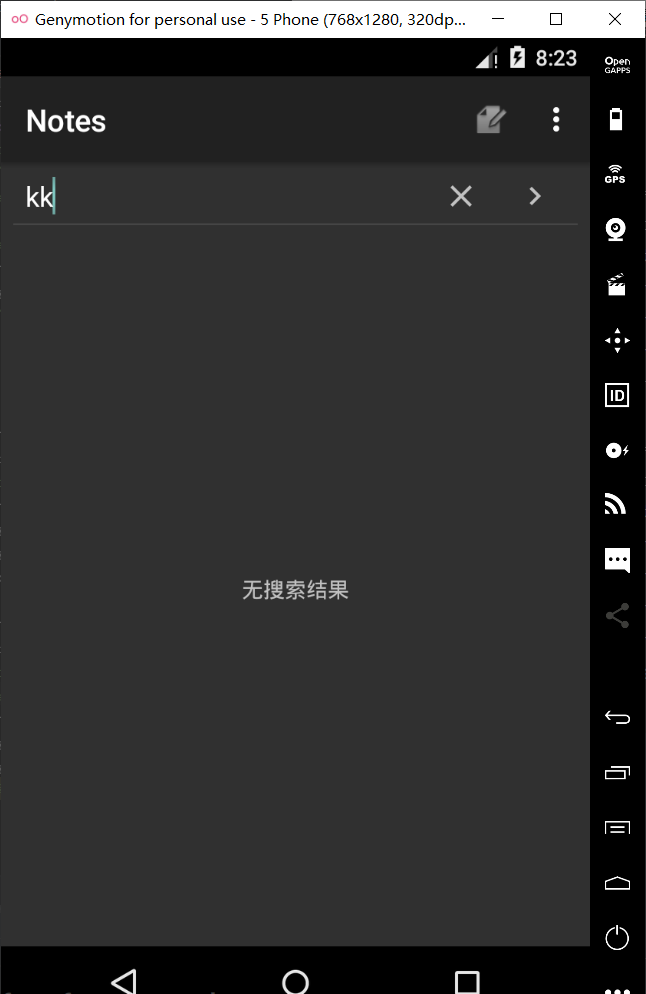 Genymotion for personal use - 5 Phone (768x1280, 320dp...
8:23
Open
GAPPS
Notes
GPS
kk
ID
无搜索结果